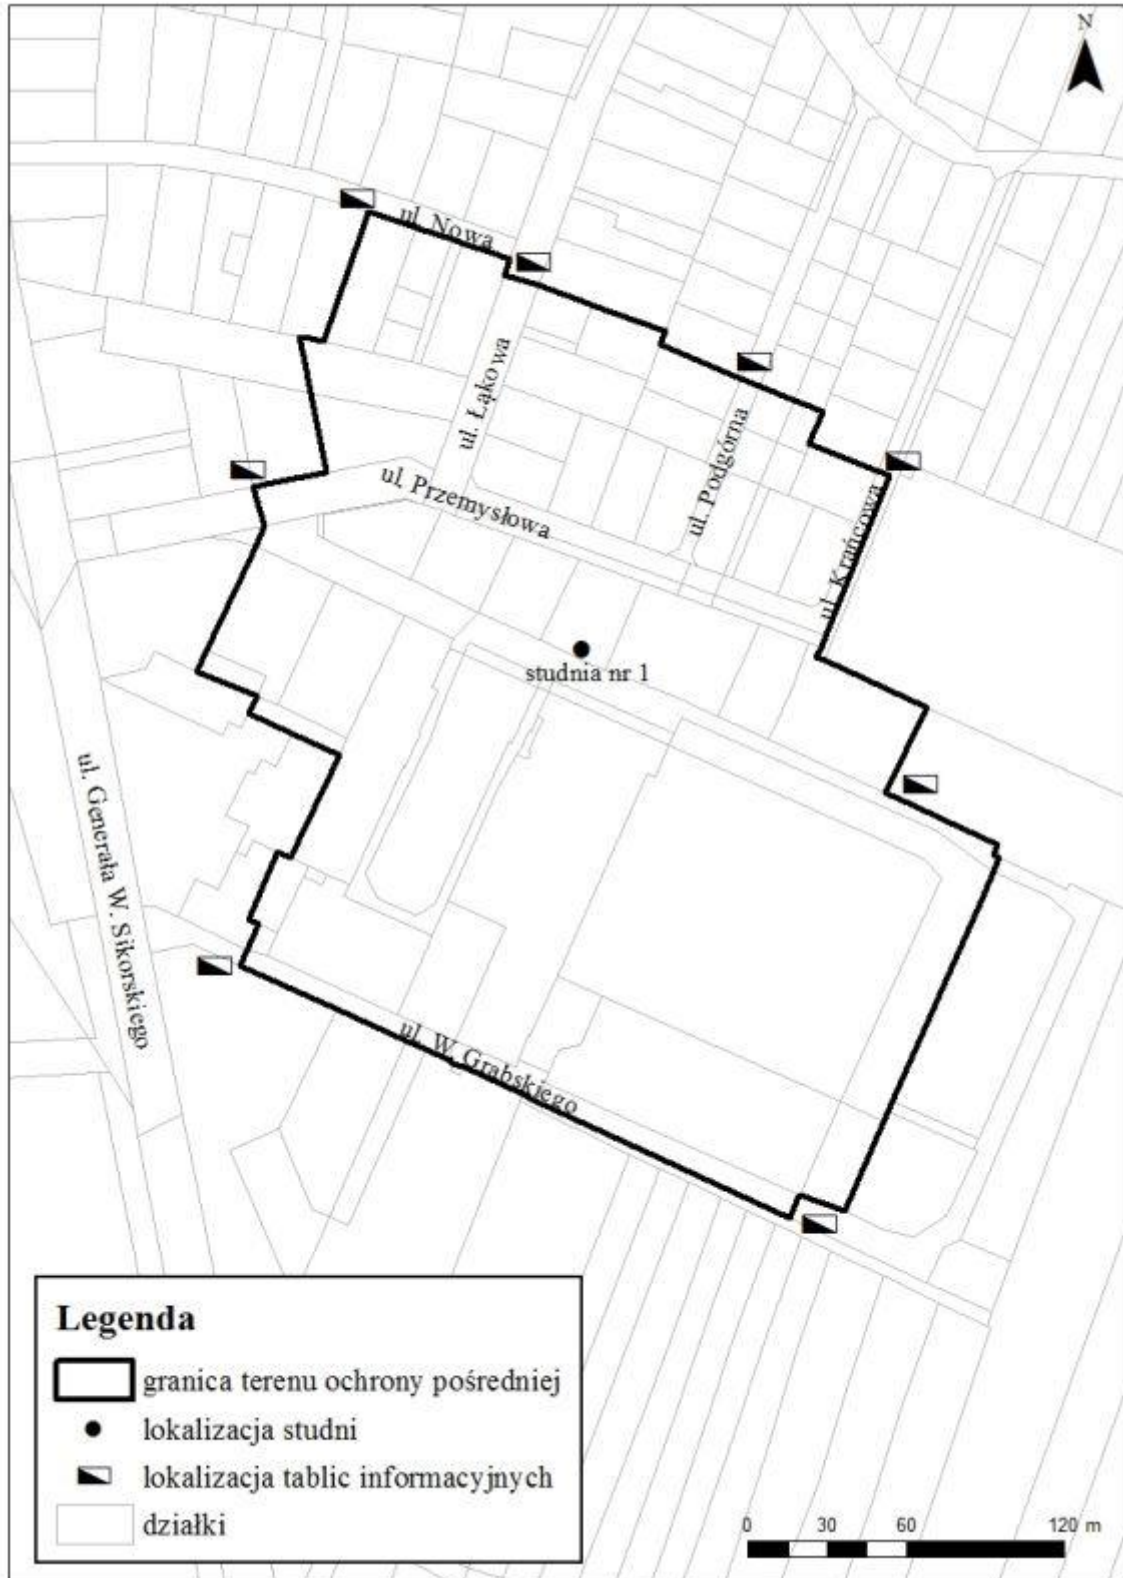 N
ul. Nowa
ul. Łąkowa
ul. Podgórna
ul. Przemysłowa
ul. Krańcowa
studnia nr 1
ul. Generała W. Sikorskiego
ul. W. Grabskiego
Legenda
granica terenu ochrony pośredniej
lokalizacja studni
lokalizacja tablic informacyjnych
działki
0 30 60 120 m